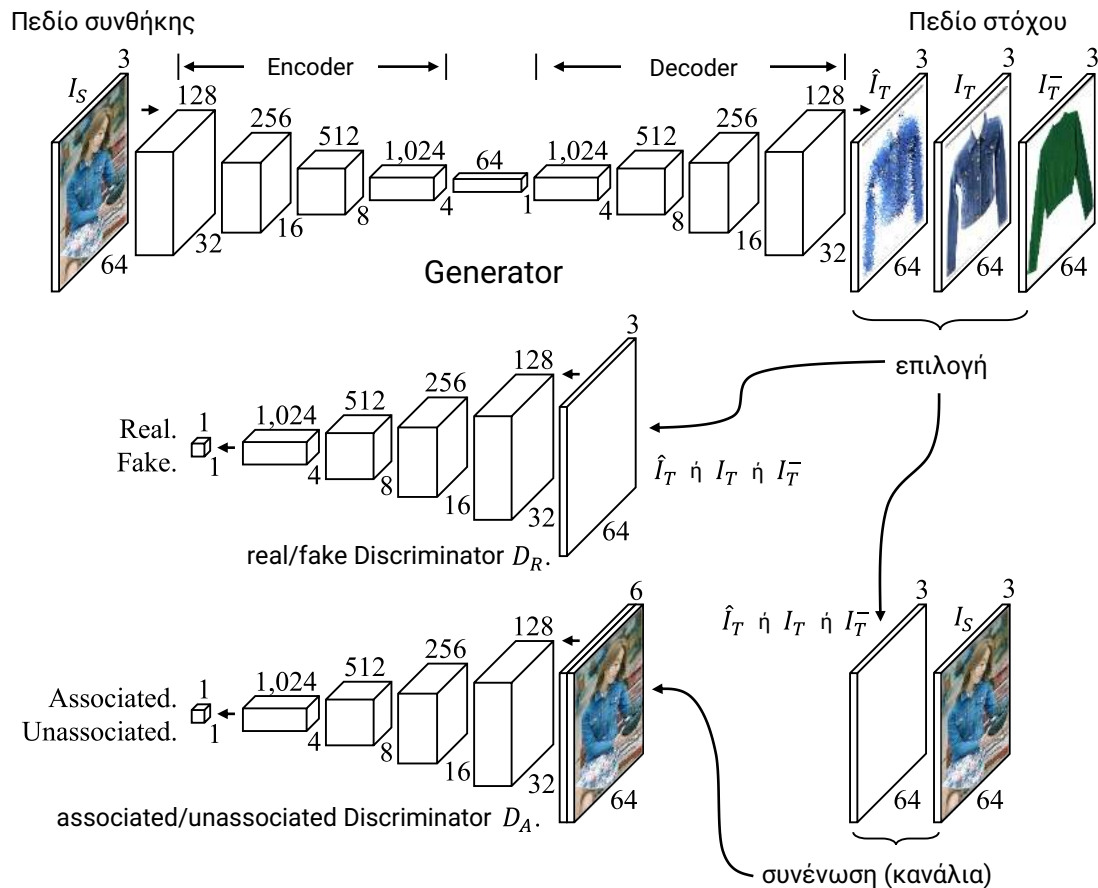 Πεδίο συνθήκης
Πεδίο στόχου
Encoder
Decoder
3
I_S
128
256
512
1,024
64
1,024
512
256
128
3
Î_T
3
I_T
3
I_T^-
64
32
16
8
4
1
4
8
16
32
64
64
64
Generator
επιλογή
3
128
256
512
1,024
1
Real.
Fake.
1
4
8
16
32
64
Î_T ή I_T ή I_T^-
real/fake Discriminator D_R.
6
128
256
512
1,024
1
Associated.
Unassociated.
1
4
8
16
32
64
associated/unassociated Discriminator D_A.
Î_T ή I_T ή I_T^-
3
I_S
3
64
64
συνένωση (κανάλια)